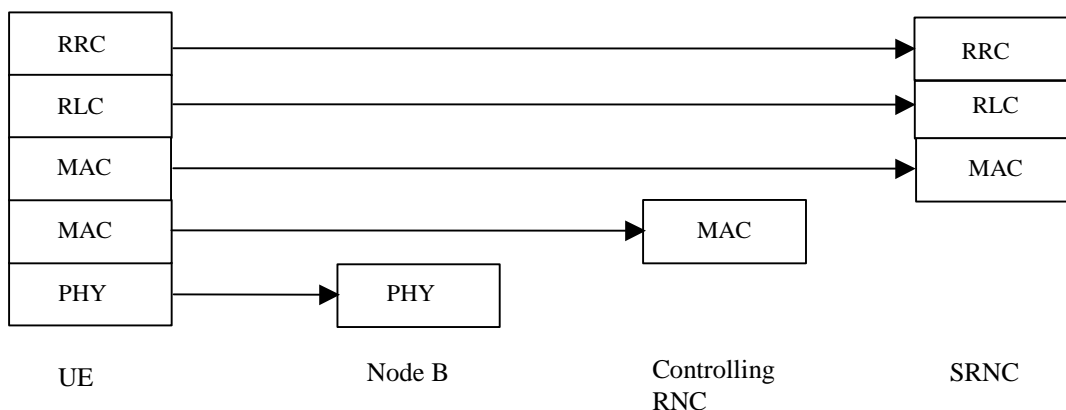 RRC RRC
RLC RLC
MAC MAC
MAC MAC
PHY PHY
UE Node B Controlling SRNC
RNC